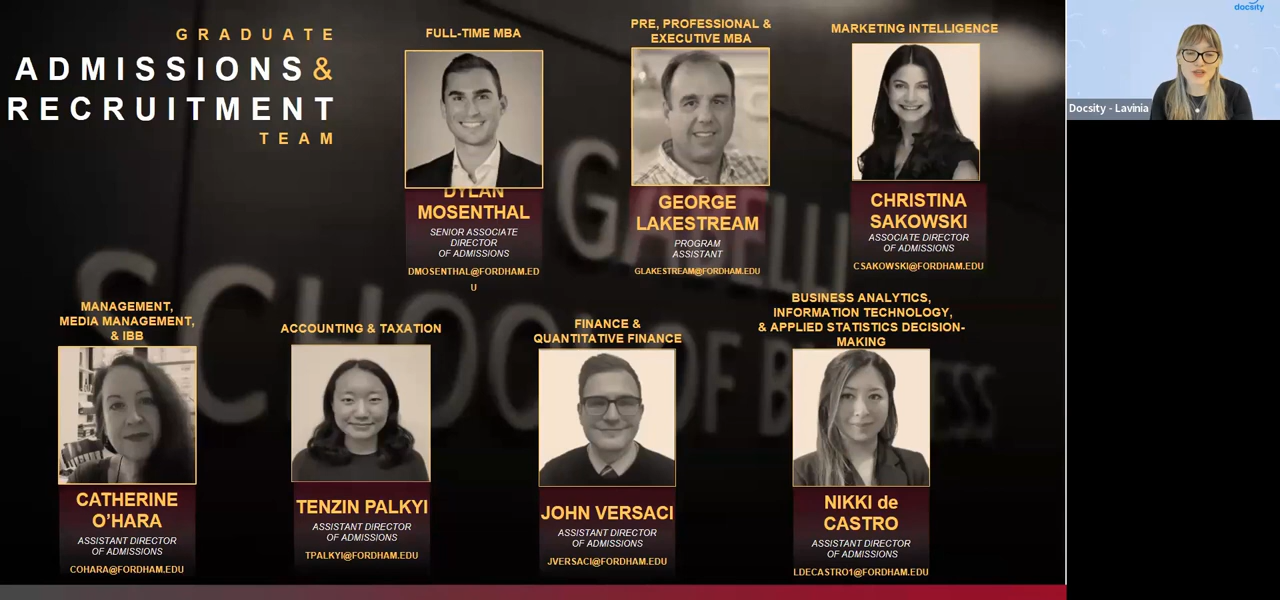 GRADUATE
ADMISSIONS&
RECRUITMENT
TEAM
FULL-TIME MBA
DYLAN
MOSENTHAL
SENIOR ASSOCIATE
DIRECTOR
OF ADMISSIONS
DMOSENTHAL@FORDHAM.ED
U
PRE, PROFESSIONAL &
EXECUTIVE MBA
GEORGE
LAKESTREAM
PROGRAM
ASSISTANT
GLAKESTREAM@FORDHAM.EDU
MARKETING INTELLIGENCE
CHRISTINA
SAKOWSKI
ASSOCIATE DIRECTOR
OF ADMISSIONS
CSAKOWSKI@FORDHAM.EDU
MANAGEMENT,
MEDIA MANAGEMENT,
& IBB
CATHERINE
O’HARA
ASSISTANT DIRECTOR
OF ADMISSIONS
COHARA@FORDHAM.EDU
ACCOUNTING & TAXATION
TENZIN PALKYI
ASSISTANT DIRECTOR
OF ADMISSIONS
TPALKYI@FORDHAM.EDU
FINANCE &
QUANTITATIVE FINANCE
JOHN VERSACI
ASSISTANT DIRECTOR
OF ADMISSIONS
JVERSACI@FORDHAM.EDU
BUSINESS ANALYTICS,
INFORMATION TECHNOLOGY,
& APPLIED STATISTICS DECISION-
MAKING
NIKKI de
CASTRO
ASSISTANT DIRECTOR
OF ADMISSIONS
LDECASTRO1@FORDHAM.EDU
docsity
Docsity - Lavinia